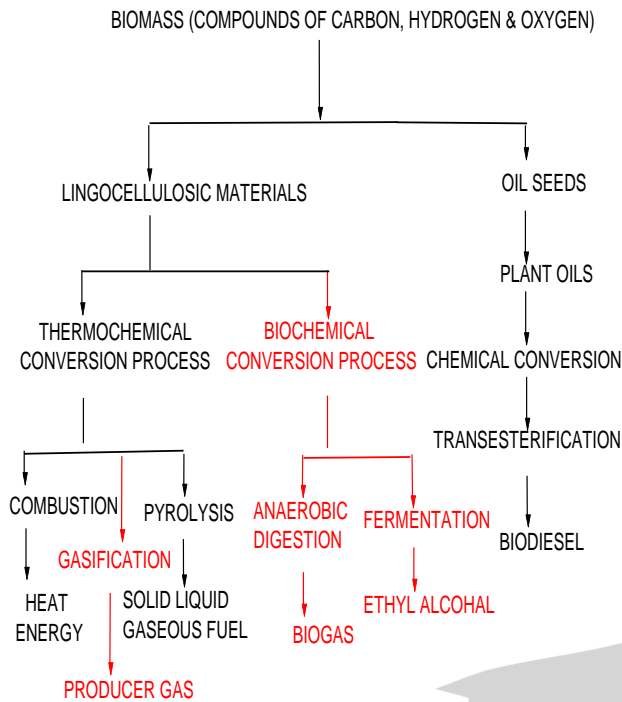 BIOMASS (COMPOUNDS OF CARBON, HYDROGEN & OXYGEN)
LINGOCELLULOSIC MATERIALS
OIL SEEDS
PLANT OILS
THERMOCHEMICAL
CONVERSION PROCESS
BIOCHEMICAL
CONVERSION PROCESS
CHEMICAL CONVERSION
TRANSESTERIFICATION
COMBUSTION
GASIFICATION
PYROLYSIS
ANAEROBIC
DIGESTION
FERMENTATION
BIODIESEL
HEAT
ENERGY
SOLID LIQUID
GASEOUS FUEL
BIOGAS
ETHYL ALCOHAL
PRODUCER GAS